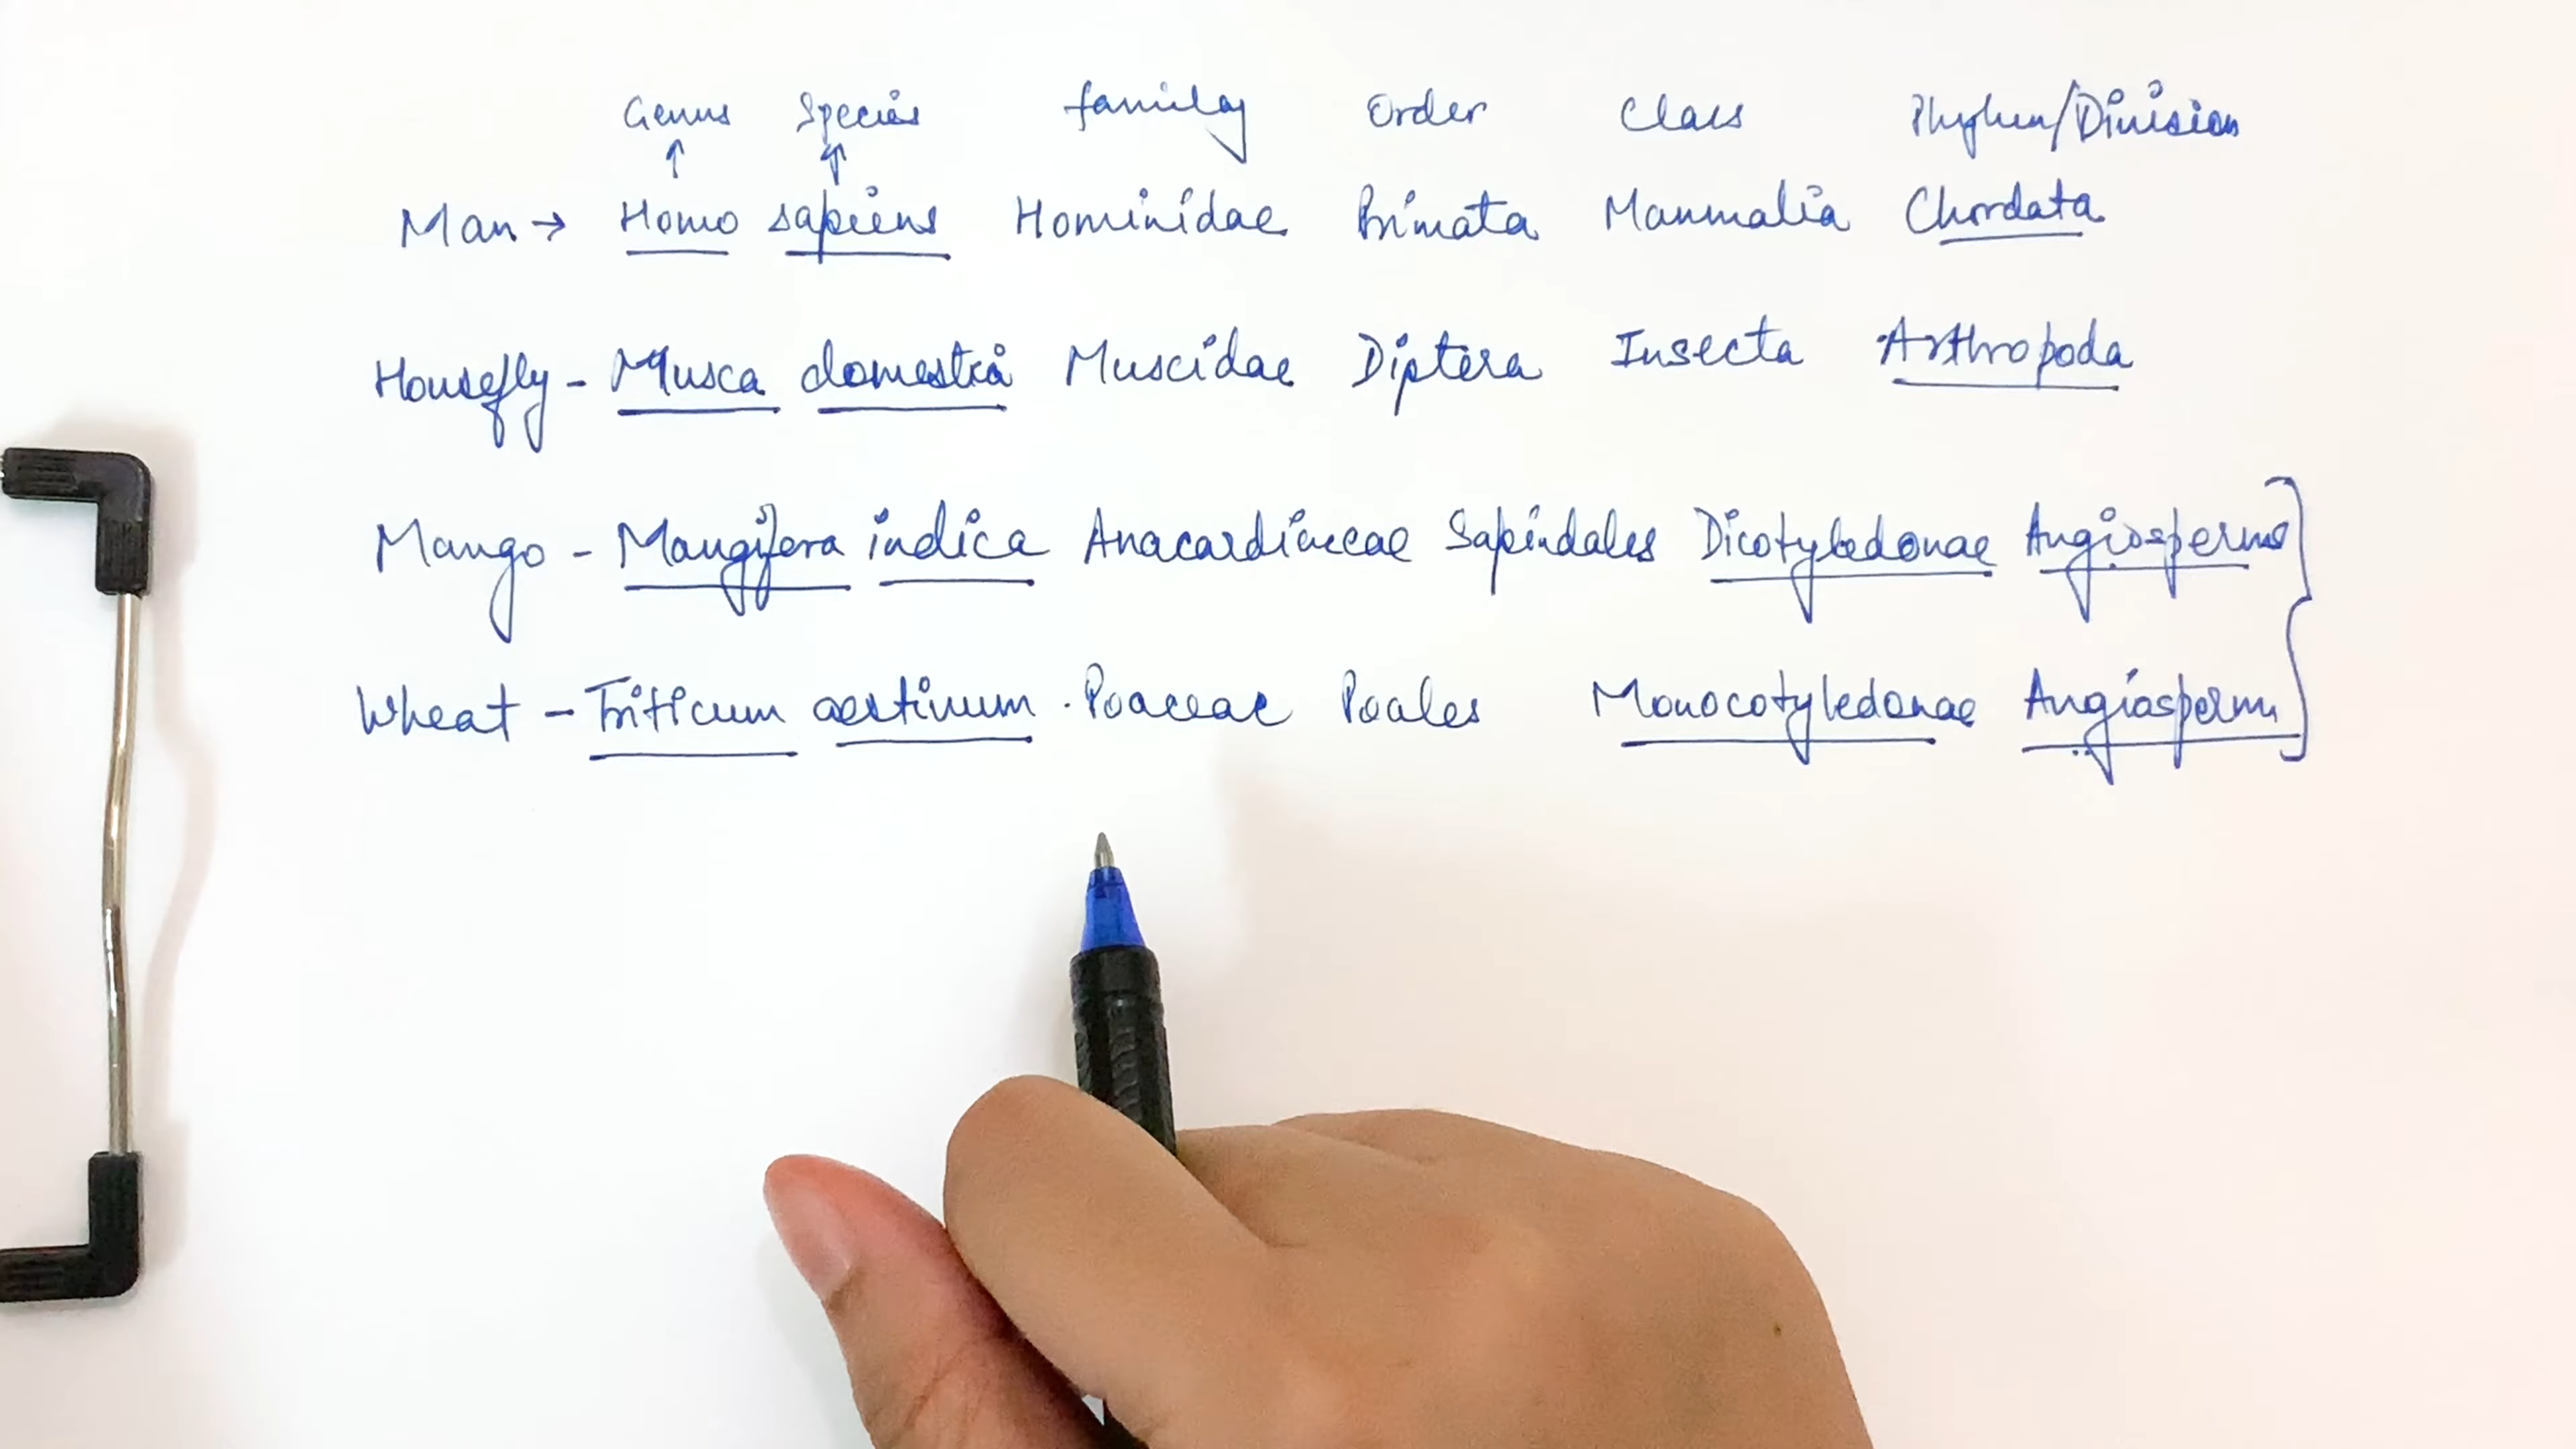 Genus Species family Order Class Phylum/Division
↑ ↑
Man → Homo sapiens Hominidae Primata Mammalia Chordata
Housefly - Musca domestica Muscidae Diptera Insecta Arthropoda
Mango - Mangifera indica Anacardiaceae Sapindales Dicotyledonae Angiosperms
Wheat - Triticum aestivum Poaceae Poales Monocotyledonae Angiosperm